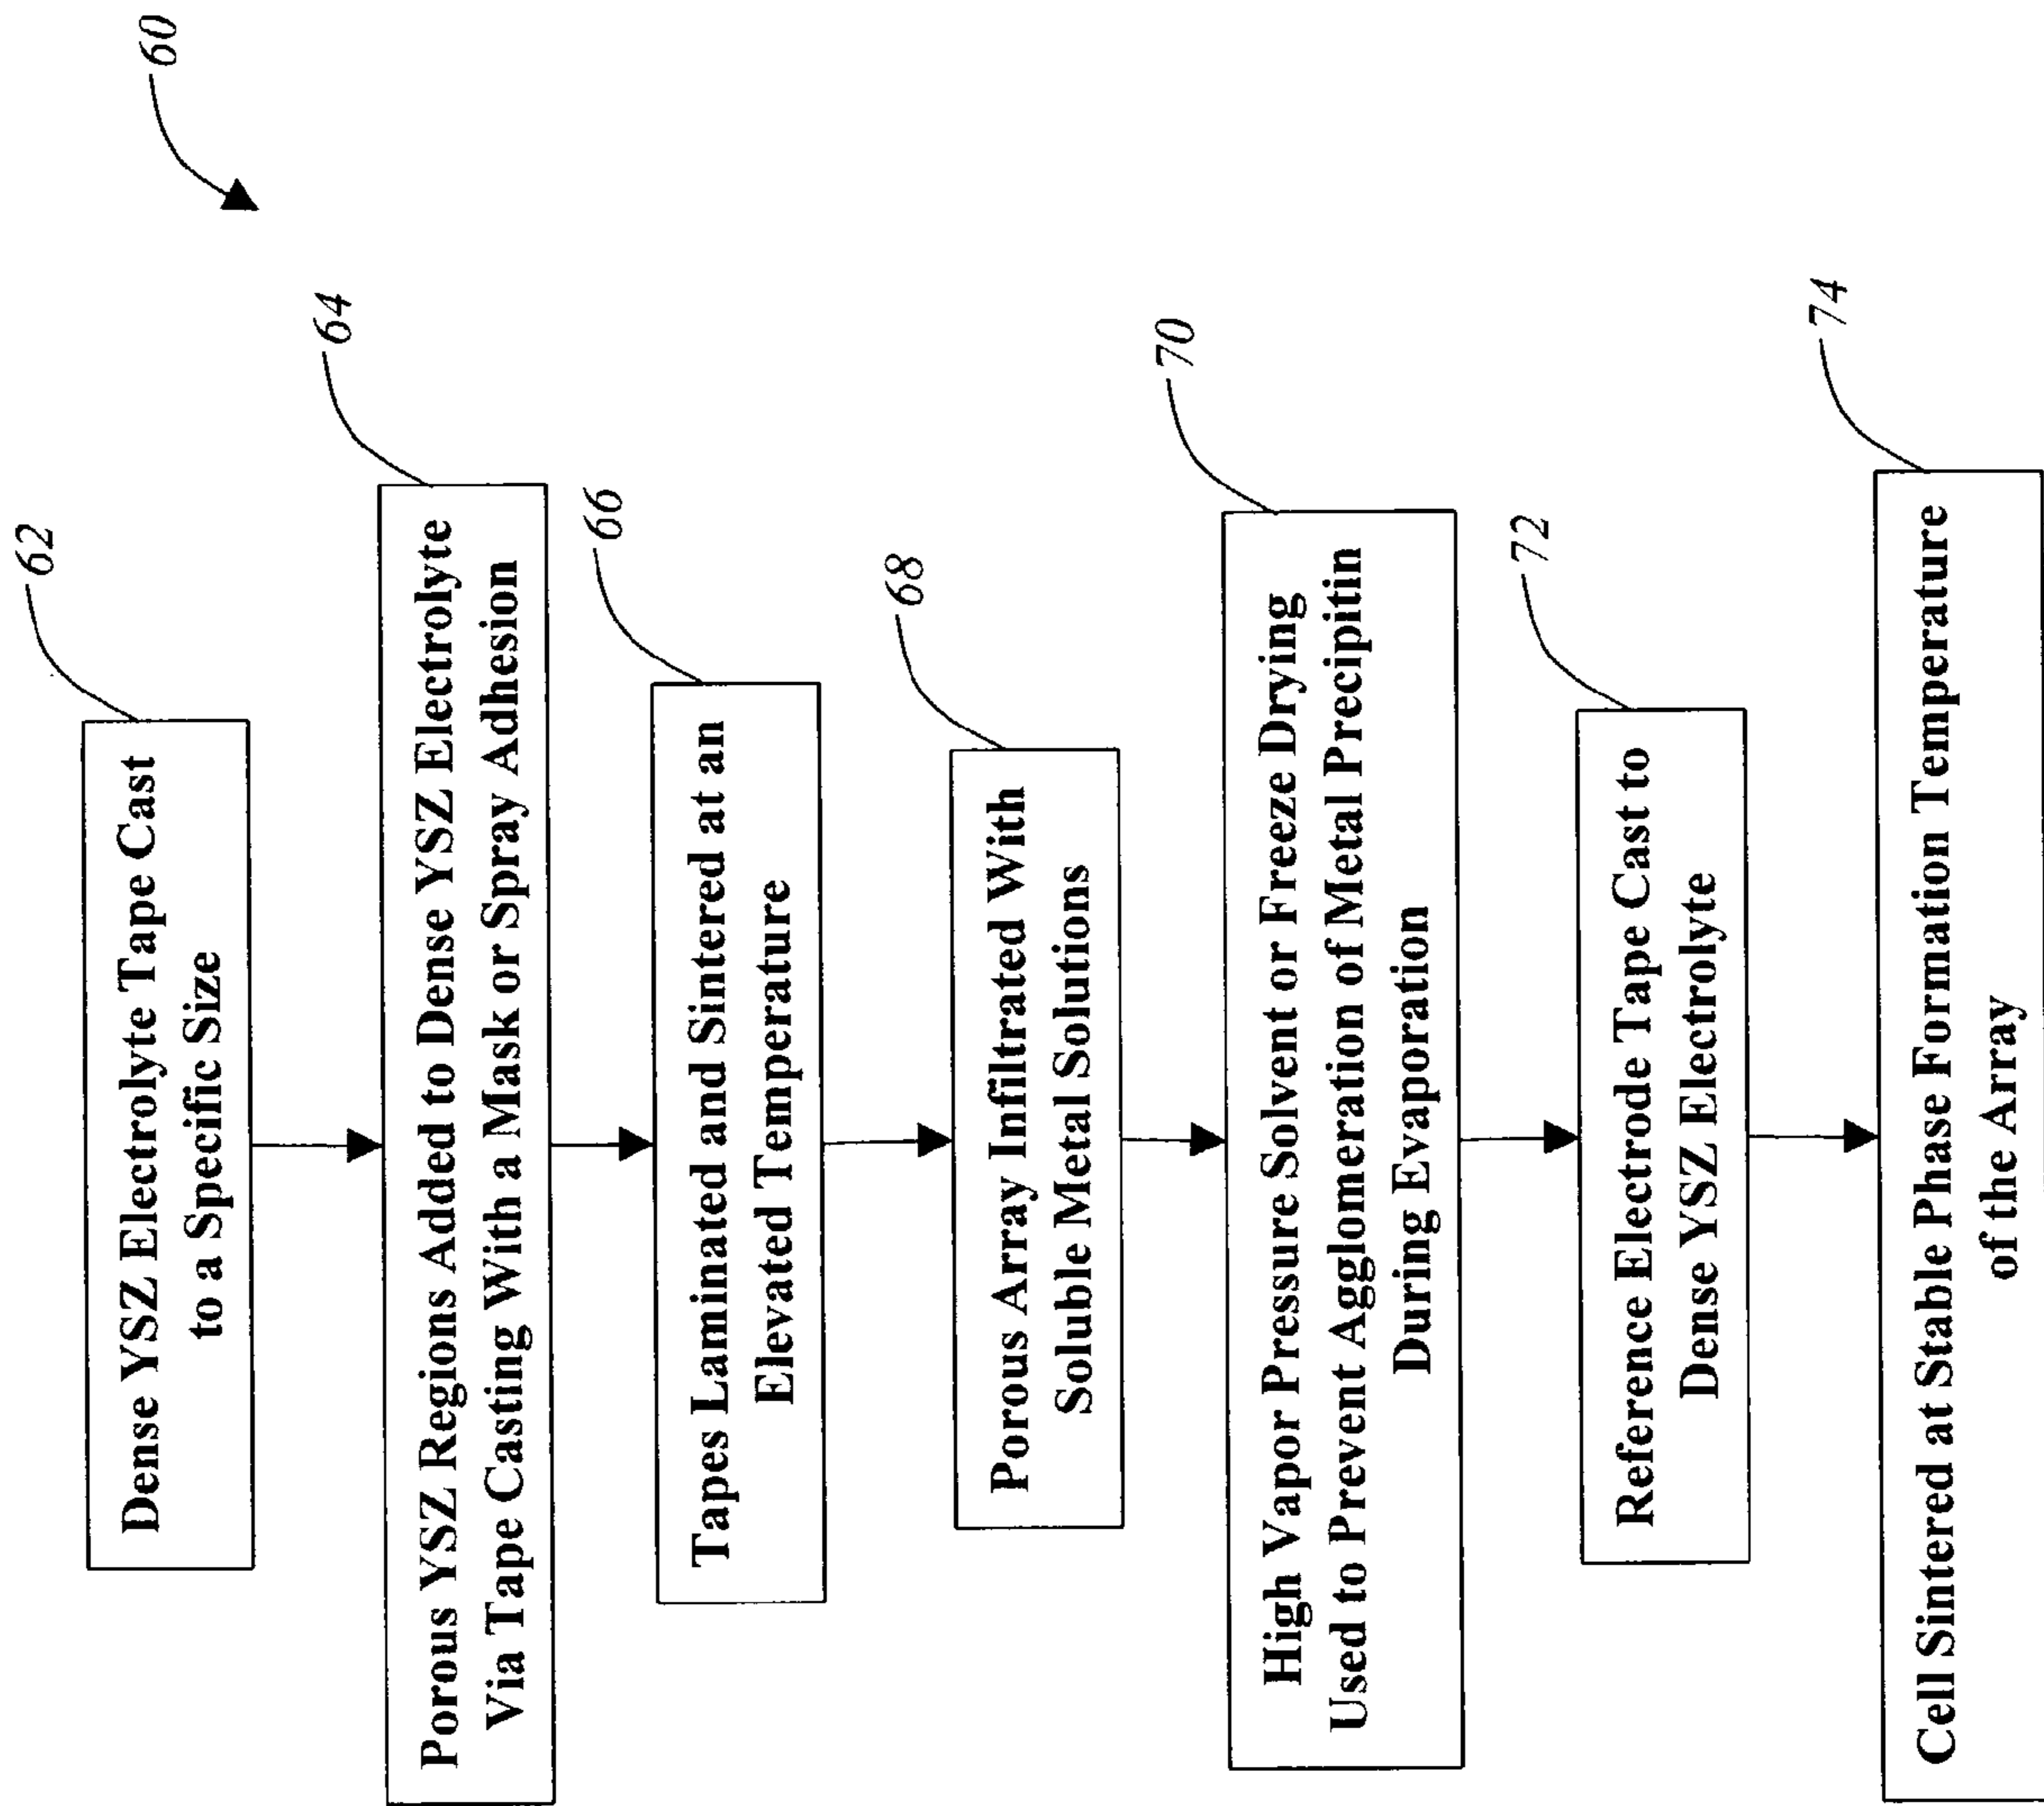 60
62
Dense YSZ Electrolyte Tape Cast
to a Specific Size
64
Porous YSZ Regions Added to Dense YSZ Electrolyte
Via Tape Casting With a Mask or Spray Adhesion
66
Tapes Laminated and Sintered at an
Elevated Temperature
68
Porous Array Infiltrated With
Soluble Metal Solutions
70
High Vapor Pressure Solvent or Freeze Drying
Used to Prevent Agglomeration of Metal Precipitin
During Evaporation
72
Reference Electrode Tape Cast to
Dense YSZ Electrolyte
74
Cell Sintered at Stable Phase Formation Temperature
of the Array